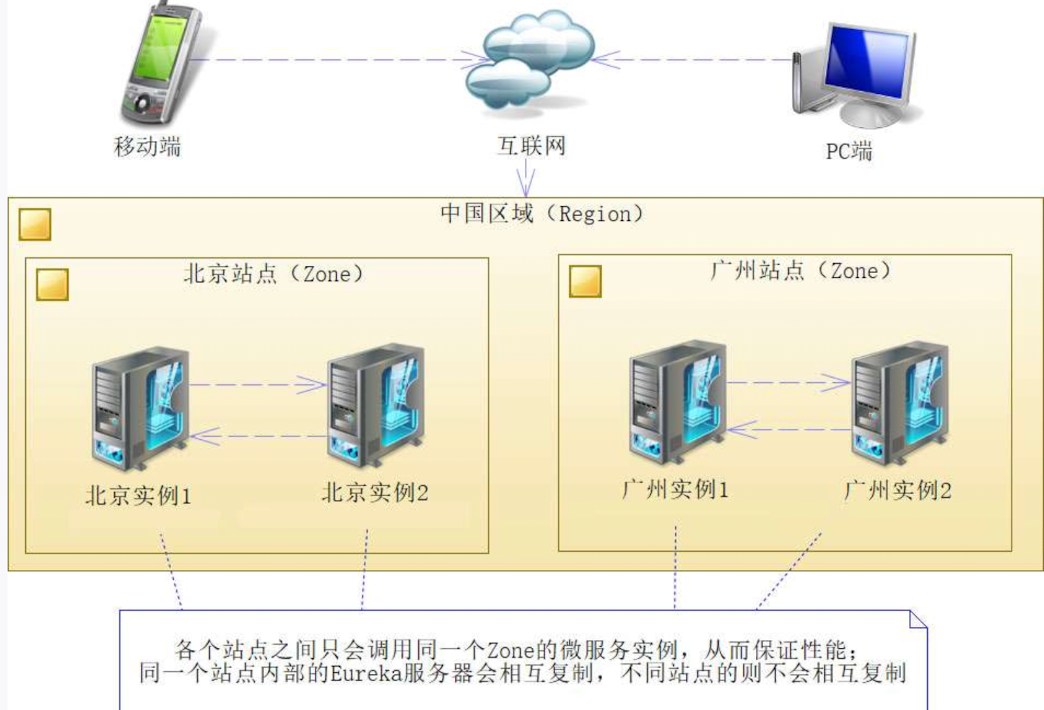 移动端
互联网
PC端
中国区域（Region）
北京站点（Zone）
广州站点（Zone）
北京实例1
北京实例2
广州实例1
广州实例2
各个站点之间只会调用同一个Zone的微服务实例，从而保证性能；
同一个站点内部的Eureka服务器会相互复制，不同站点的则不会相互复制